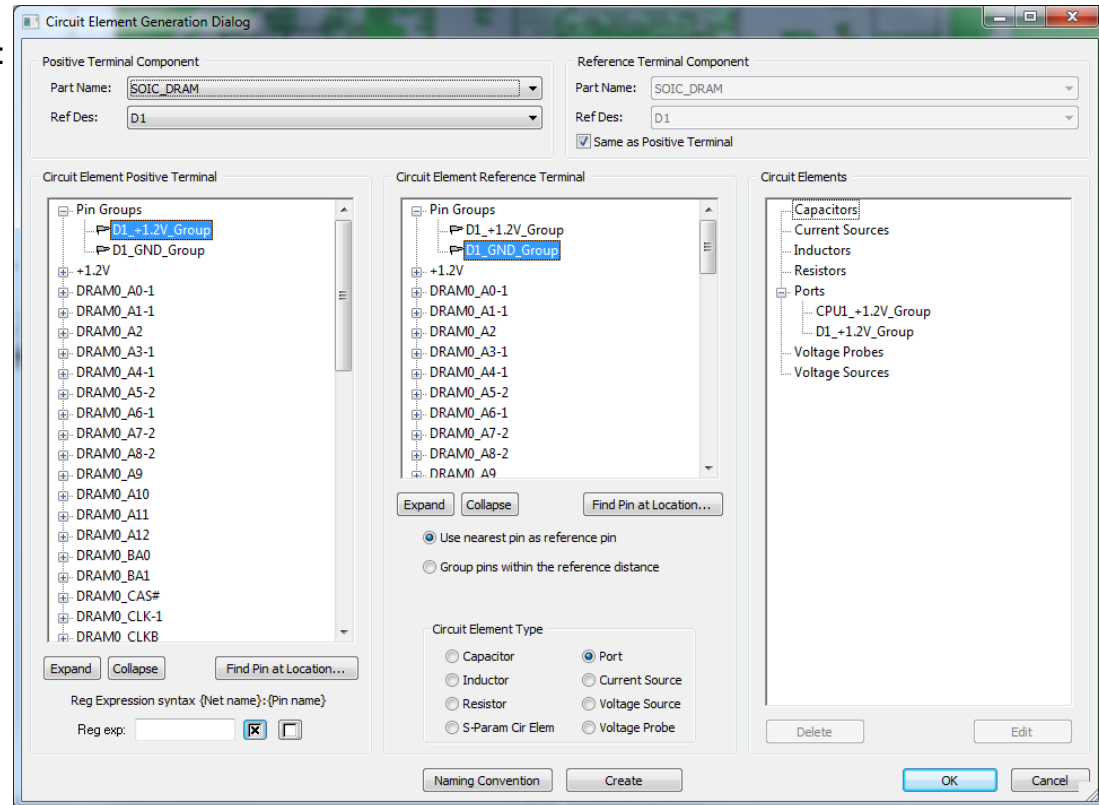 Circuit Element Generation Dialog
:
Positive Terminal Component
Part Name: SOIC_DRAM
Ref Des: D1
Reference Terminal Component
Part Name: SOIC_DRAM
Ref Des: D1
Same as Positive Terminal
Circuit Element Positive Terminal
Pin Groups
D1_+1.2V_Group
D1_GND_Group
+1.2V
DRAM0_A0-1
DRAM0_A1-1
DRAM0_A2
DRAM0_A3-1
DRAM0_A4-1
DRAM0_A5-2
DRAM0_A6-1
DRAM0_A7-2
DRAM0_A8-2
DRAM0_A9
DRAM0_A10
DRAM0_A11
DRAM0_A12
DRAM0_BA0
DRAM0_BA1
DRAM0_CAS#
DRAM0_CLK-1
DRAM0_CLKB
Expand Collapse Find Pin at Location...
Reg Expression syntax {Net name}:{Pin name}
Reg exp:
Circuit Element Reference Terminal
Pin Groups
D1_+1.2V_Group
D1_GND_Group
+1.2V
DRAM0_A0-1
DRAM0_A1-1
DRAM0_A2
DRAM0_A3-1
DRAM0_A4-1
DRAM0_A5-2
DRAM0_A6-1
DRAM0_A7-2
DRAM0_A8-2
DRAM0_A9
Expand Collapse Find Pin at Location...
Use nearest pin as reference pin
Group pins within the reference distance
Circuit Element Type
Capacitor Port
Inductor Current Source
Resistor Voltage Source
S-Param Cir Elem Voltage Probe
Circuit Elements
Capacitors
Current Sources
Inductors
Resistors
Ports
CPU1_+1.2V_Group
D1_+1.2V_Group
Voltage Probes
Voltage Sources
Delete Edit
Naming Convention Create OK Cancel